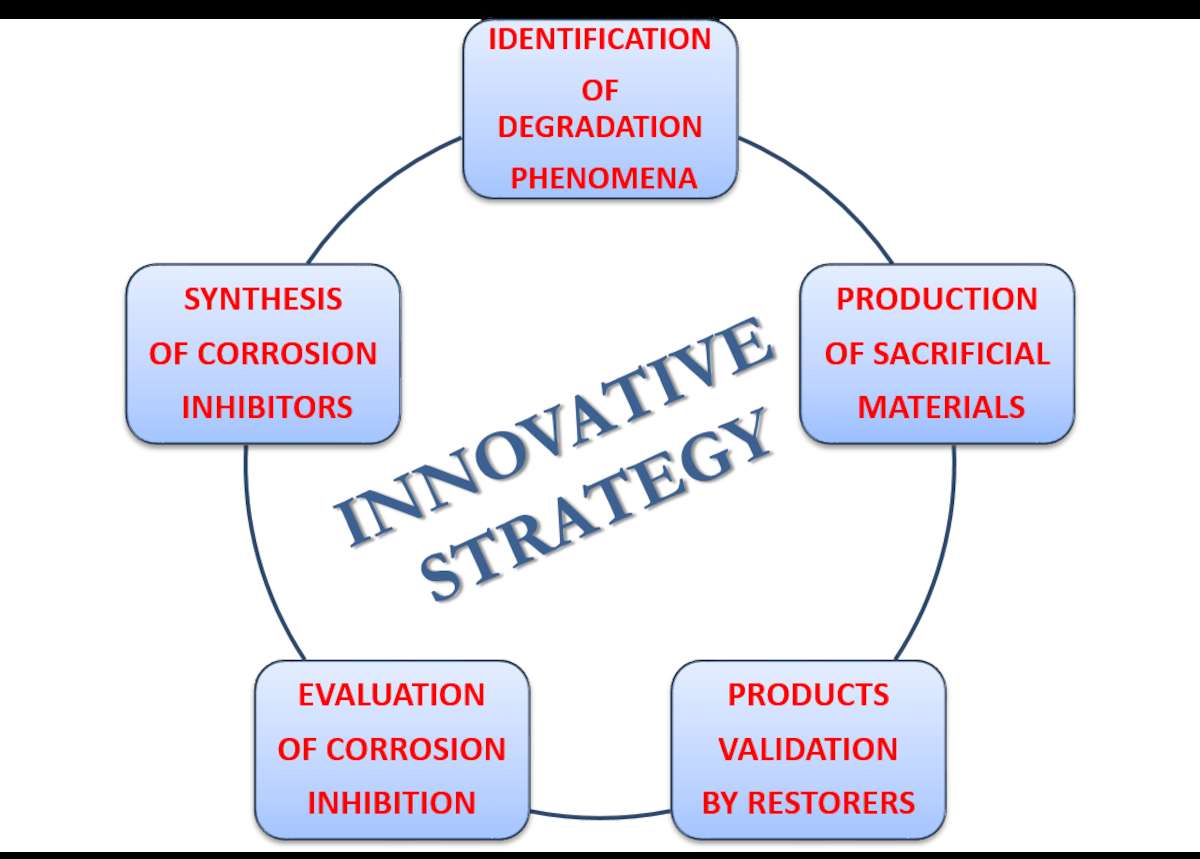 IDENTIFICATION
OF
DEGRADATION
PHENOMENA
SYNTHESIS
OF CORROSION
INHIBITORS
PRODUCTION
OF SACRIFICIAL
MATERIALS
INNOVATIVE
STRATEGY
EVALUATION
OF CORROSION
INHIBITION
PRODUCTS
VALIDATION
BY RESTORERS